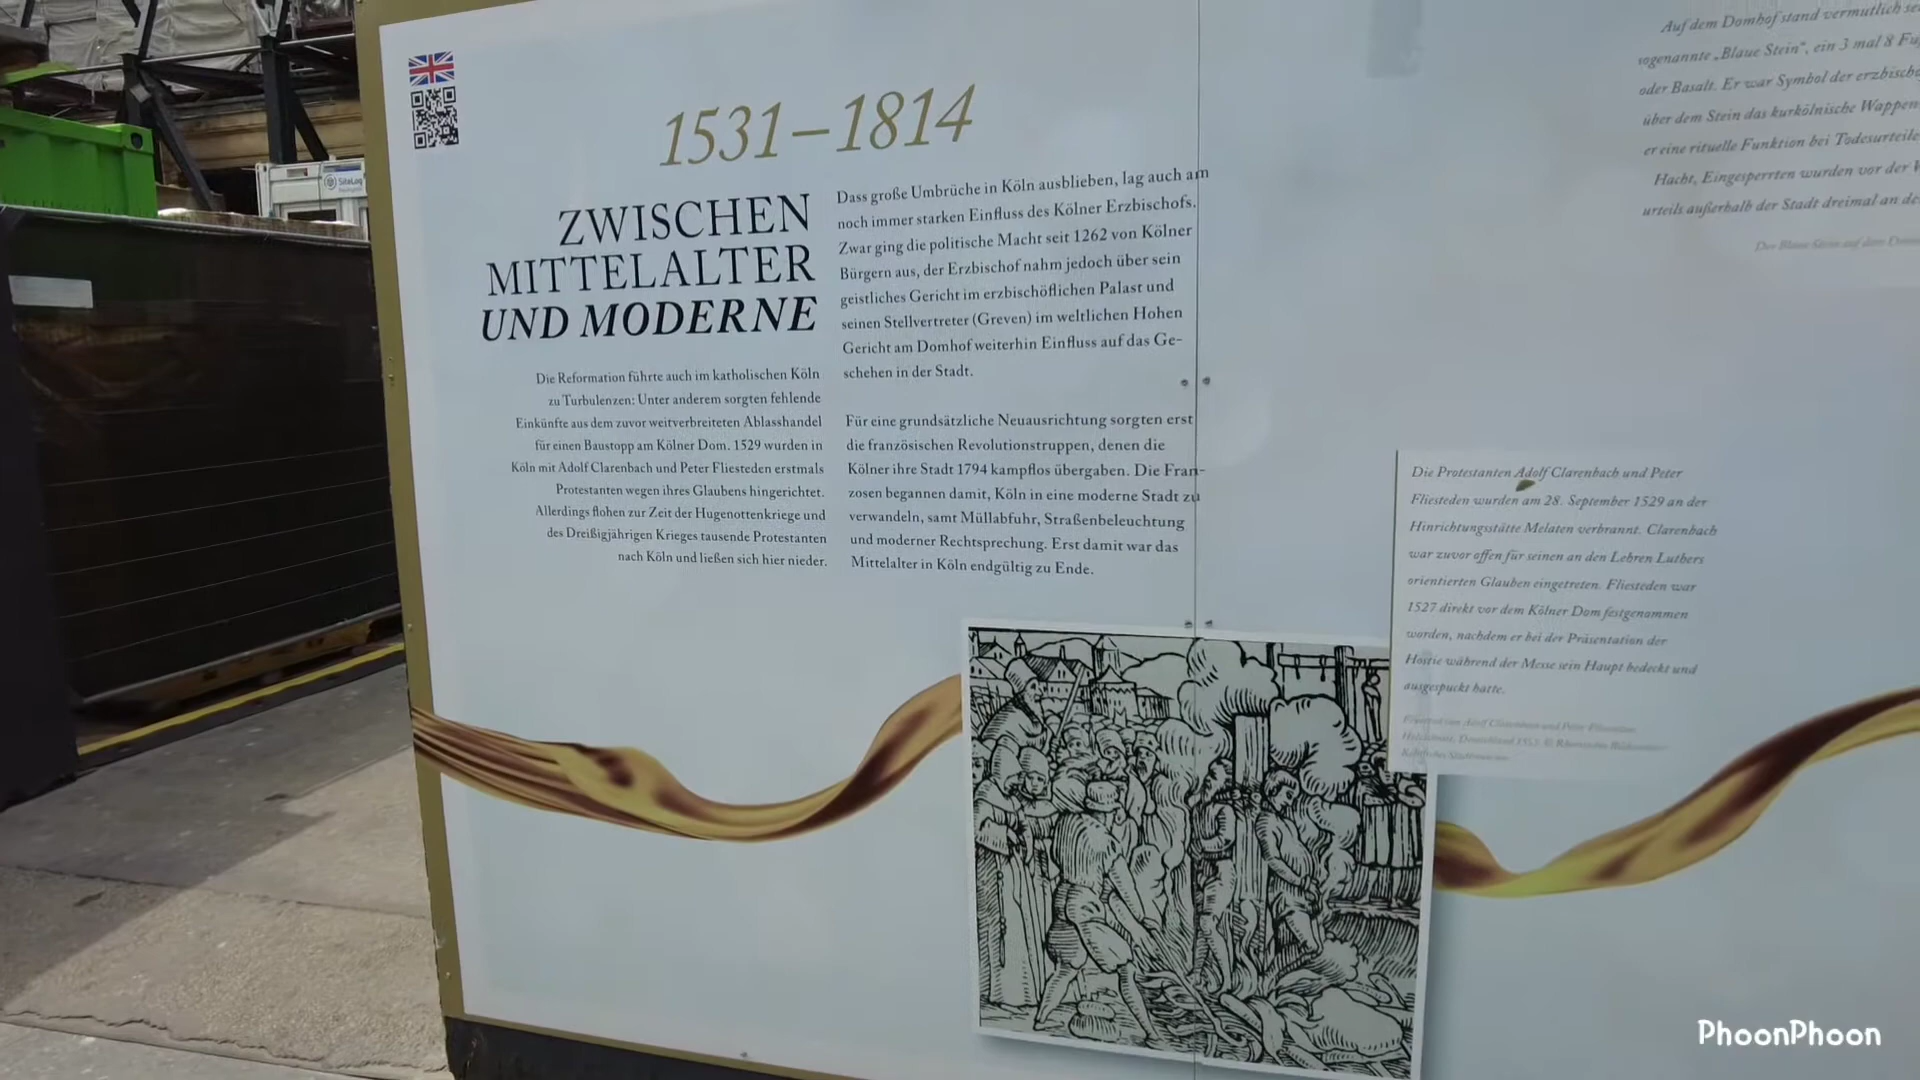 SiteLog
1531–1814
ZWISCHEN
MITTELALTER
UND MODERNE
Die Reformation führte auch im katholischen Köln
zu Turbulenzen: Unter anderem sorgten fehlende
Einkünfte aus dem zuvor weitverbreiteten Ablasshandel
für einen Baustopp am Kölner Dom. 1529 wurden in
Köln mit Adolf Clarenbach und Peter Fliesteden erstmals
Protestanten wegen ihres Glaubens hingerichtet.
Allerdings flohen zur Zeit der Hugenottenkriege und
des Dreißigjährigen Krieges tausende Protestanten
nach Köln und ließen sich hier nieder.
Dass große Umbrüche in Köln ausblieben, lag auch am
noch immer starken Einfluss des Kölner Erzbischofs.
Zwar ging die politische Macht seit 1262 von Kölner
Bürgern aus, der Erzbischof nahm jedoch über sein
geistliches Gericht im erzbischöflichen Palast und
seinen Stellvertreter (Greven) im weltlichen Hohen
Gericht am Domhof weiterhin Einfluss auf das Ge-
schehen in der Stadt.
Für eine grundsätzliche Neuausrichtung sorgten erst
die französischen Revolutionstruppen, denen die
Kölner ihre Stadt 1794 kampflos übergaben. Die Fran-
zosen begannen damit, Köln in eine moderne Stadt zu
verwandeln, samt Müllabfuhr, Straßenbeleuchtung
und moderner Rechtsprechung. Erst damit war das
Mittelalter in Köln endgültig zu Ende.
Auf dem Domhof stand vermutlich
sogenannte „Blaue Stein“, ein 3 mal 8
oder Basalt. Er war Symbol der
über dem Stein das kurkölnische Wappen
er eine rituelle Funktion bei
Hacht, Eingesperrten wurden vor der
urteils außerhalb der Stadt dreimal an
Der Blaue Stein auf dem
Die Protestanten Adolf Clarenbach und Peter
Fliesteden wurden am 28. September 1529 an der
Hinrichtungsstätte Melaten verbrannt. Clarenbach
war zuvor offen für seinen an den Lehren Luthers
orientierten Glauben eingetreten. Fliesteden war
1527 direkt vor dem Kölner Dom festgenommen
worden, nachdem er bei der Präsentation der
Hostie während der Messe sein Haupt bedeckt und
ausgespuckt hatte.
PhoonPhoon